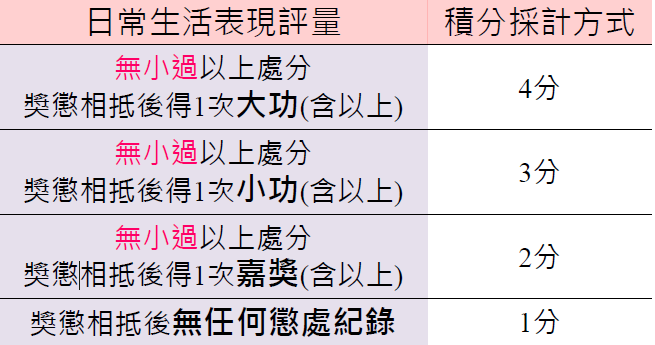 日常生活表現評量 積分採計方式
無小過以上處分
獎懲相抵後得1次大功(含以上) 4分
無小過以上處分
獎懲相抵後得1次小功(含以上) 3分
無小過以上處分
獎懲相抵後得1次嘉獎(含以上) 2分
獎懲相抵後無任何懲處紀錄 1分